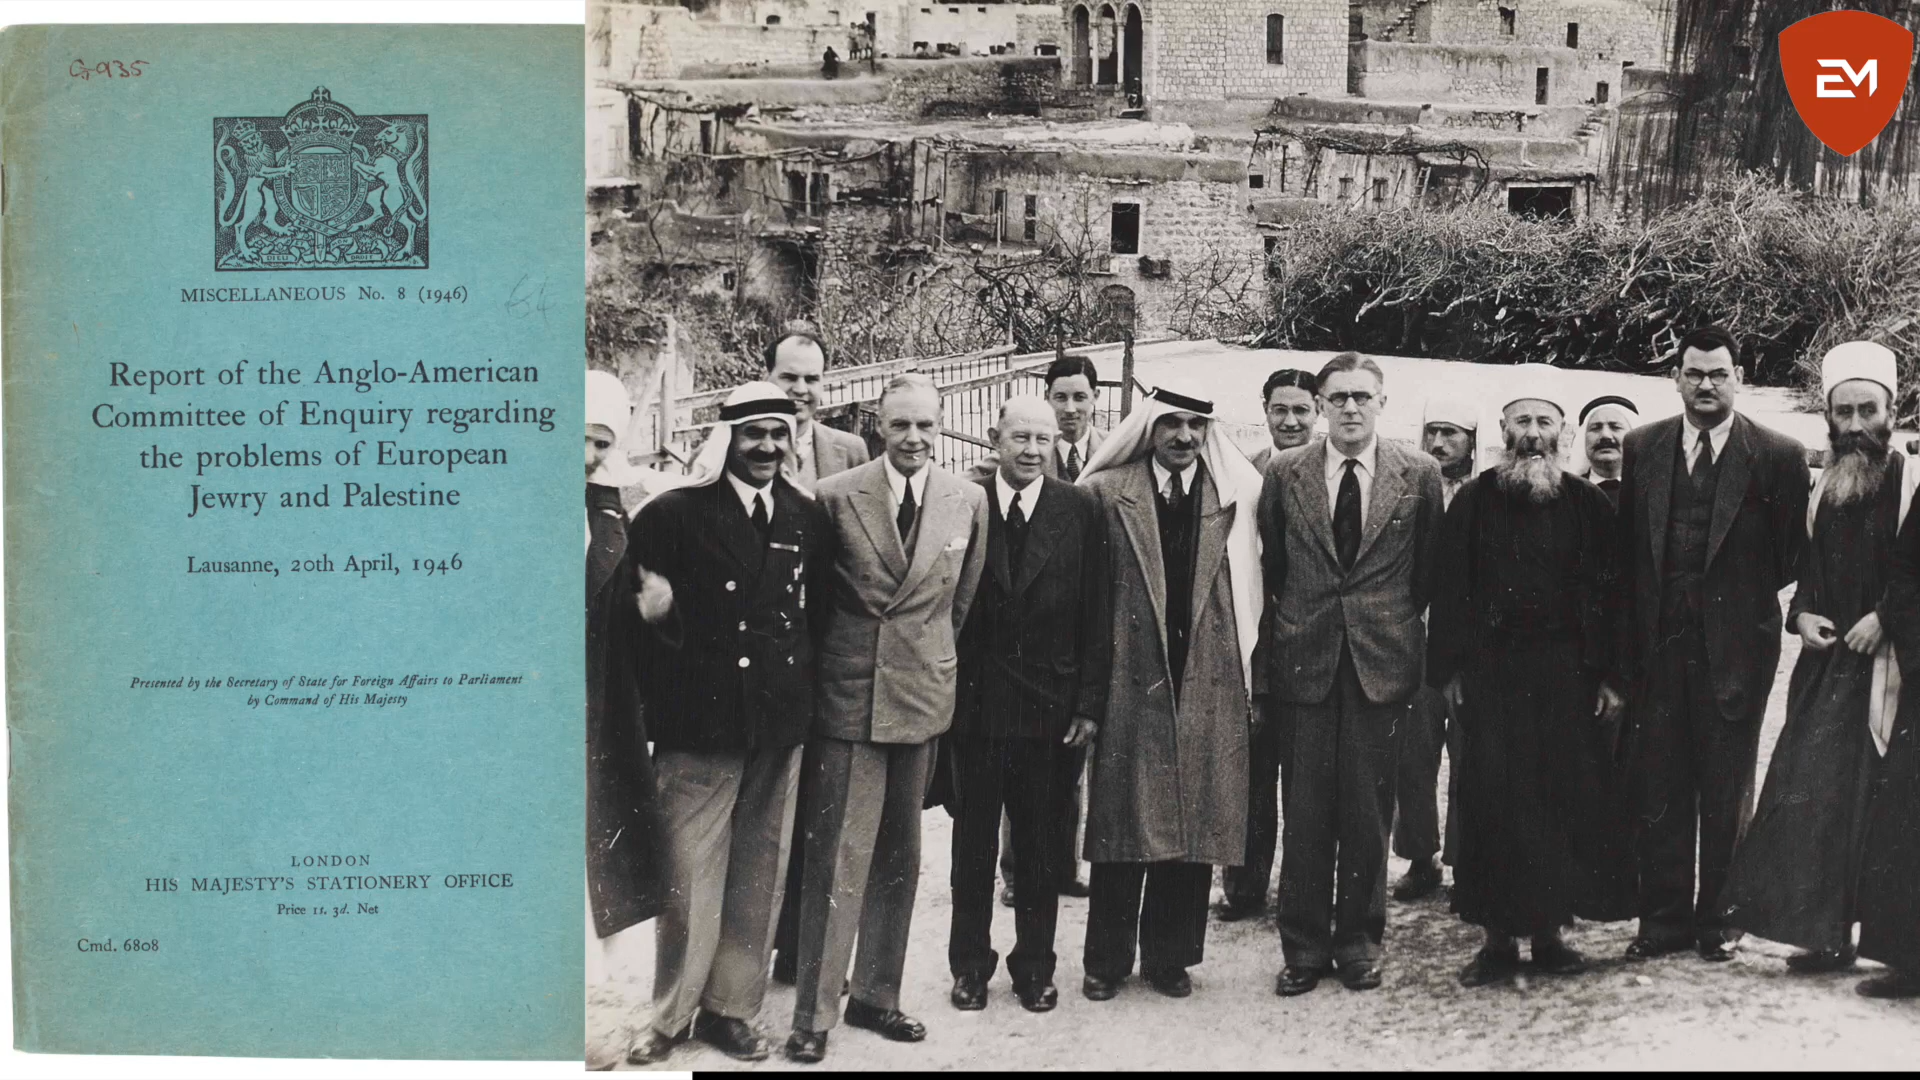 G935
MISCELLANEOUS No. 8 (1946)
64
Report of the Anglo-American
Committee of Enquiry regarding
the problems of European
Jewry and Palestine
Lausanne, 20th April, 1946
Presented by the Secretary of State for Foreign Affairs to Parliament
by Command of His Majesty
LONDON
HIS MAJESTY'S STATIONERY OFFICE
Price 1s. 3d. Net
Cmd. 6808
EM